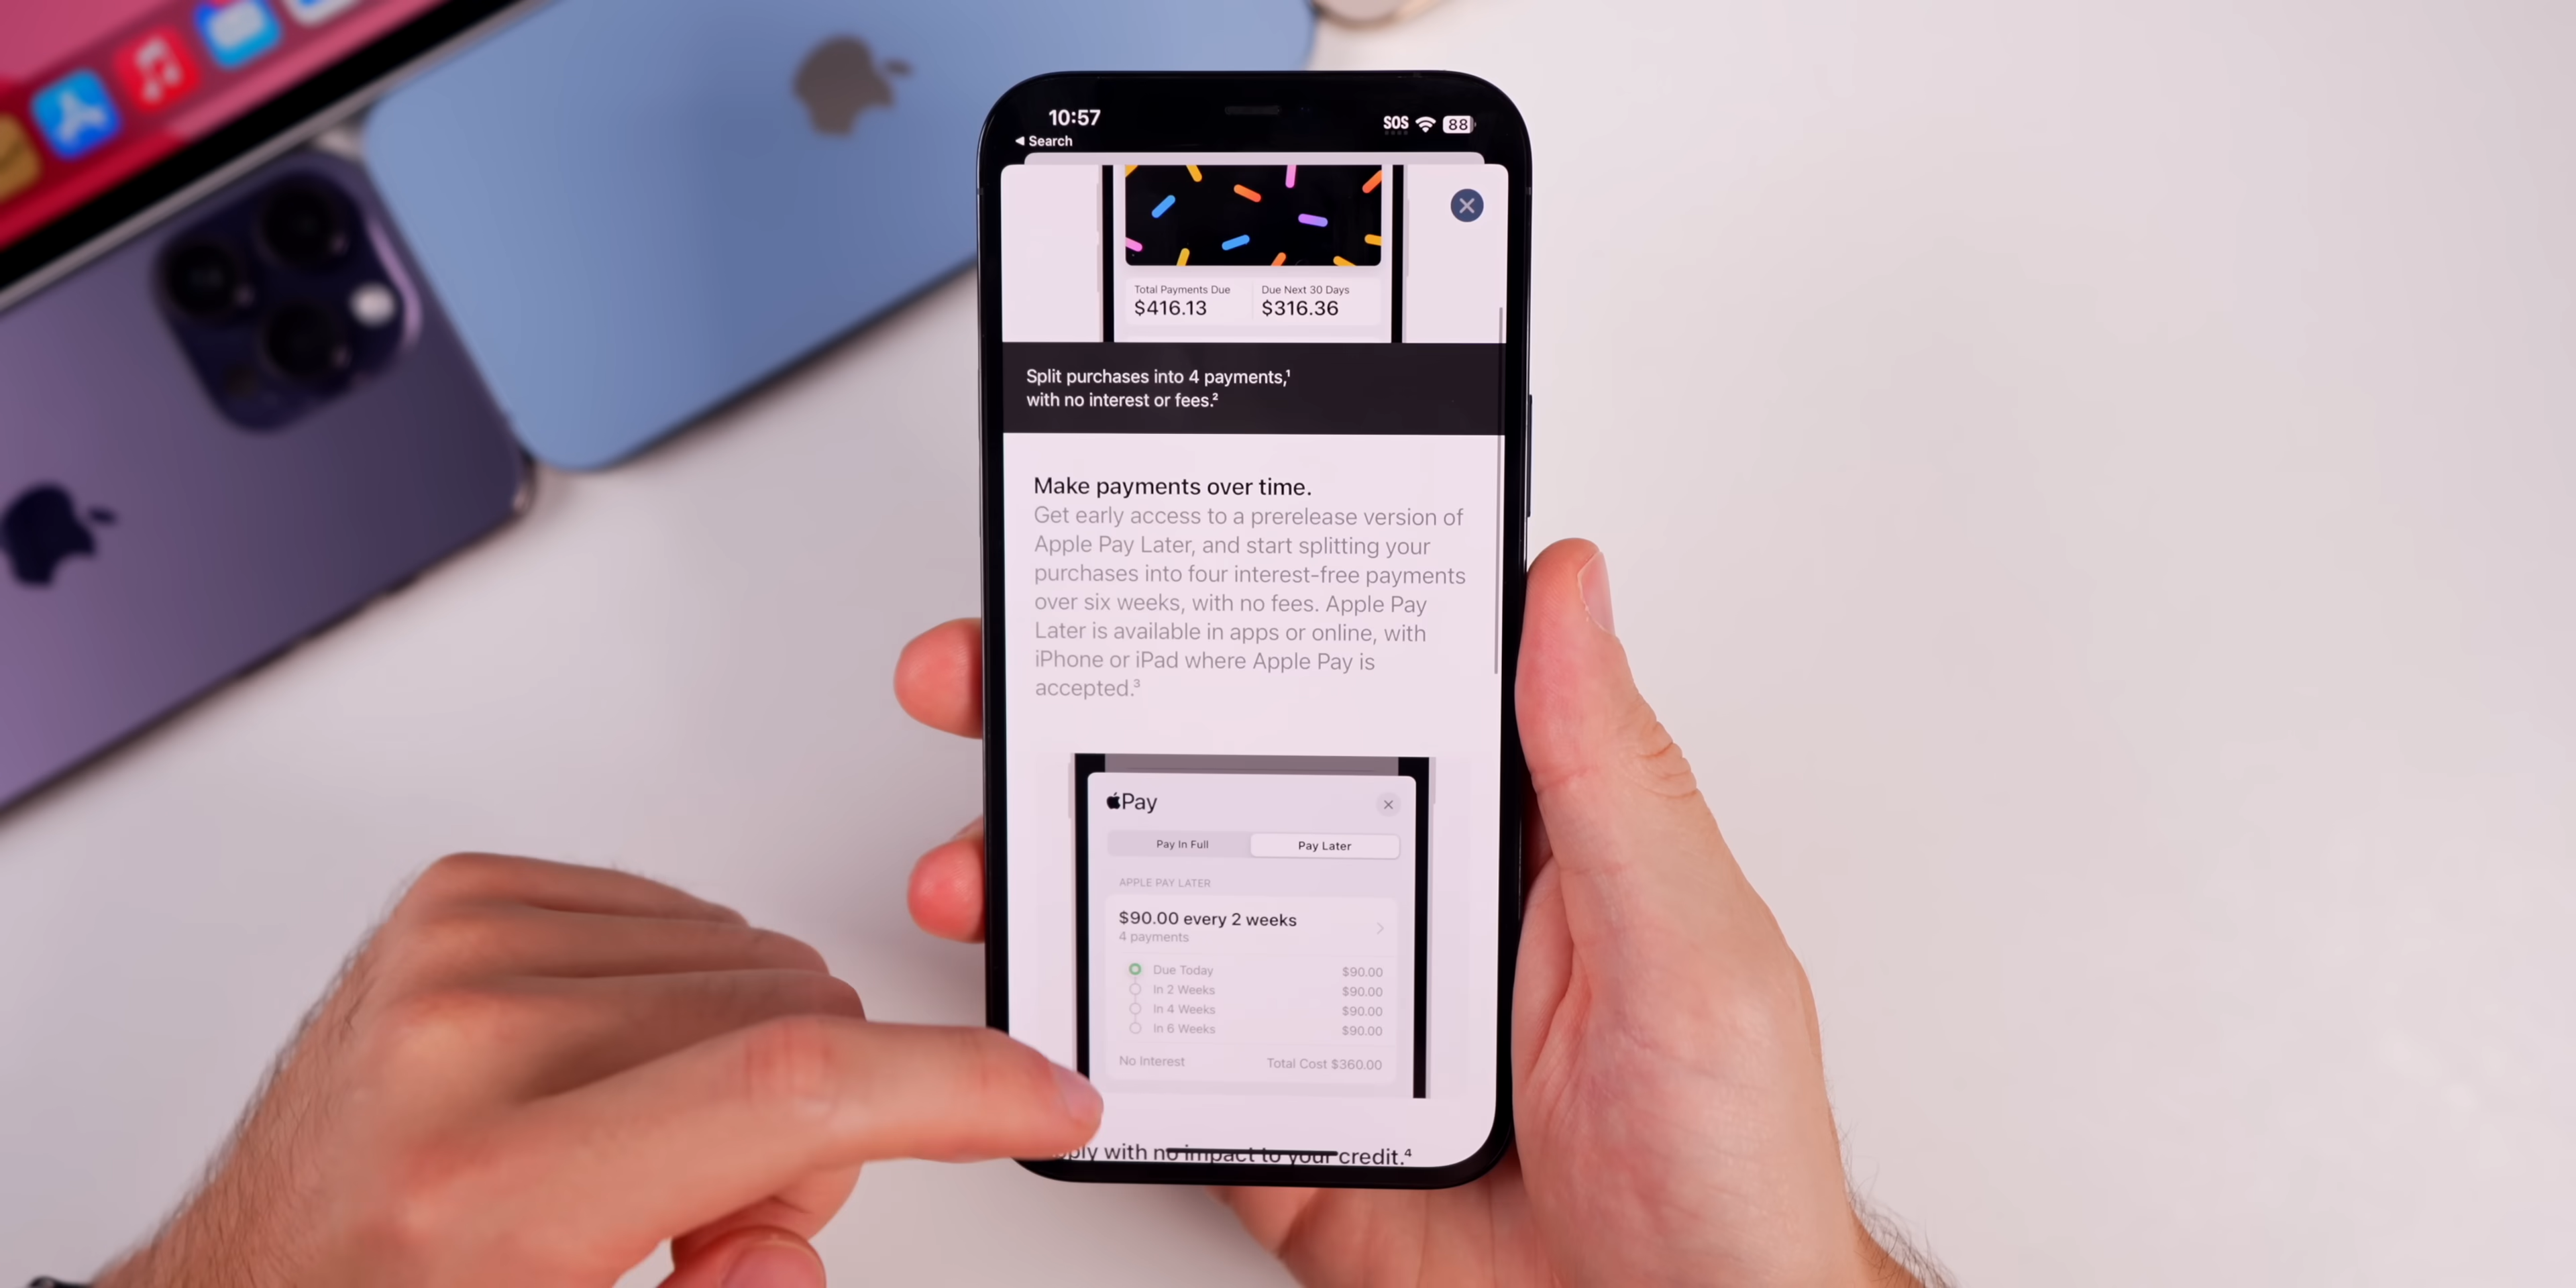 10:57
SOS
88
Search
Total Payments Due
Due Next 30 Days
$416.13
$316.36
Split purchases into 4 payments,¹
with no interest or fees.²
Make payments over time.
Get early access to a prerelease version of
Apple Pay Later, and start splitting your
purchases into four interest-free payments
over six weeks, with no fees. Apple Pay
Later is available in apps or online, with
iPhone or iPad where Apple Pay is
accepted.³
Pay
Pay In Full
Pay Later
APPLE PAY LATER
$90.00 every 2 weeks
4 payments
Due Today $90.00
In 2 Weeks $90.00
In 4 Weeks $90.00
In 6 Weeks $90.00
No Interest
Total Cost $360.00
with no impact to your credit.⁴